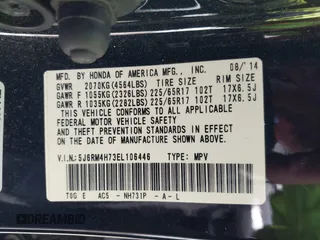 MFD. BY HONDA OF AMERICA MFG., INC. 08/'14
GVWR 2070KG(4564LBS) TIRE SIZE RIM SIZE
GAWR F 1055KG(2326LBS) 225/65R17 102T 17X6.5J
GAWR R 1035KG(2282LBS) 225/65R17 102T 17X6.5J
THIS VEHICLE CONFORMS TO ALL APPLICABLE
FEDERAL MOTOR VEHICLE SAFETY, BUMPER,
AND THEFT PREVENTION STANDARDS IN EFFECT ON
THE DATE OF MANUFACTURE SHOWN ABOVE.
V.I.N.: 5J6RM4H73EL106446 TYPE: MPV
T0G E AC5 - NH731P - A - L
DREAMBID